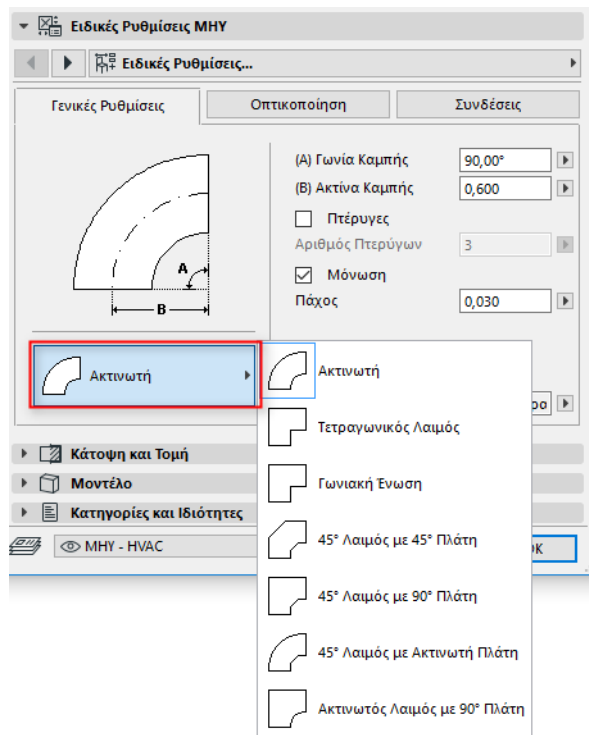 Ειδικές Ρυθμίσεις ΜΗΥ
Ειδικές Ρυθμίσεις...
Γενικές Ρυθμίσεις Οπτικοποίηση Συνδέσεις
(A) Γωνία Καμπής 90,00°
(B) Ακτίνα Καμπής 0,600
Πτέρυγες
Αριθμός Πτερύγων 3
Μόνωση
Πάχος 0,030
A
B
Ακτινωτή
Ακτινωτή
Τετραγωνικός Λαιμός
Γωνιακή Ένωση
45° Λαιμός με 45° Πλάτη
45° Λαιμός με 90° Πλάτη
45° Λαιμός με Ακτινωτή Πλάτη
Ακτινωτός Λαιμός με 90° Πλάτη
Κάτοψη και Τομή
Μοντέλο
Κατηγορίες και Ιδιότητες
ΜΗΥ - HVAC